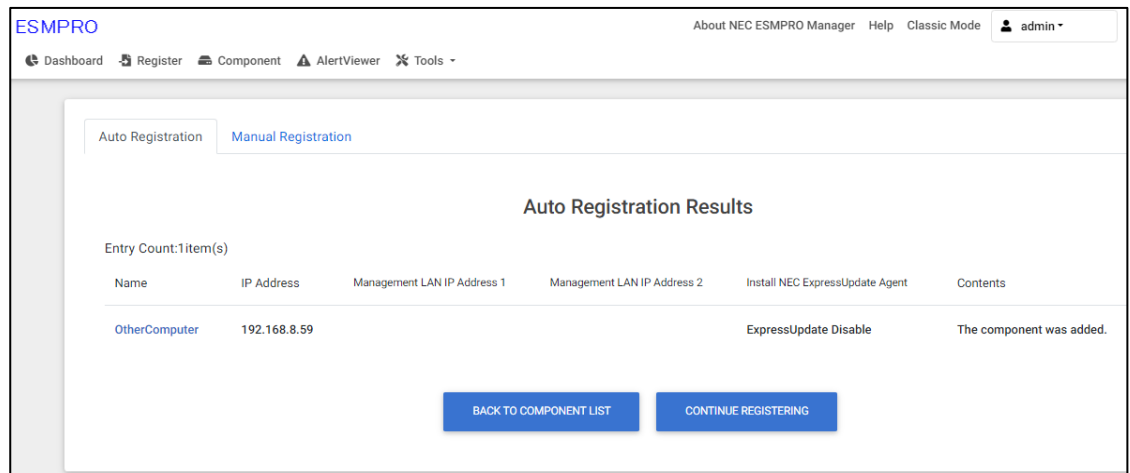 ESMPRO
About NEC ESMPRO Manager Help Classic Mode admin
Dashboard Register Component AlertViewer Tools
Auto Registration Manual Registration
Auto Registration Results
Entry Count:1item(s)
Name IP Address Management LAN IP Address 1 Management LAN IP Address 2 Install NEC ExpressUpdate Agent Contents
OtherComputer 192.168.8.59 ExpressUpdate Disable The component was added.
BACK TO COMPONENT LIST CONTINUE REGISTERING